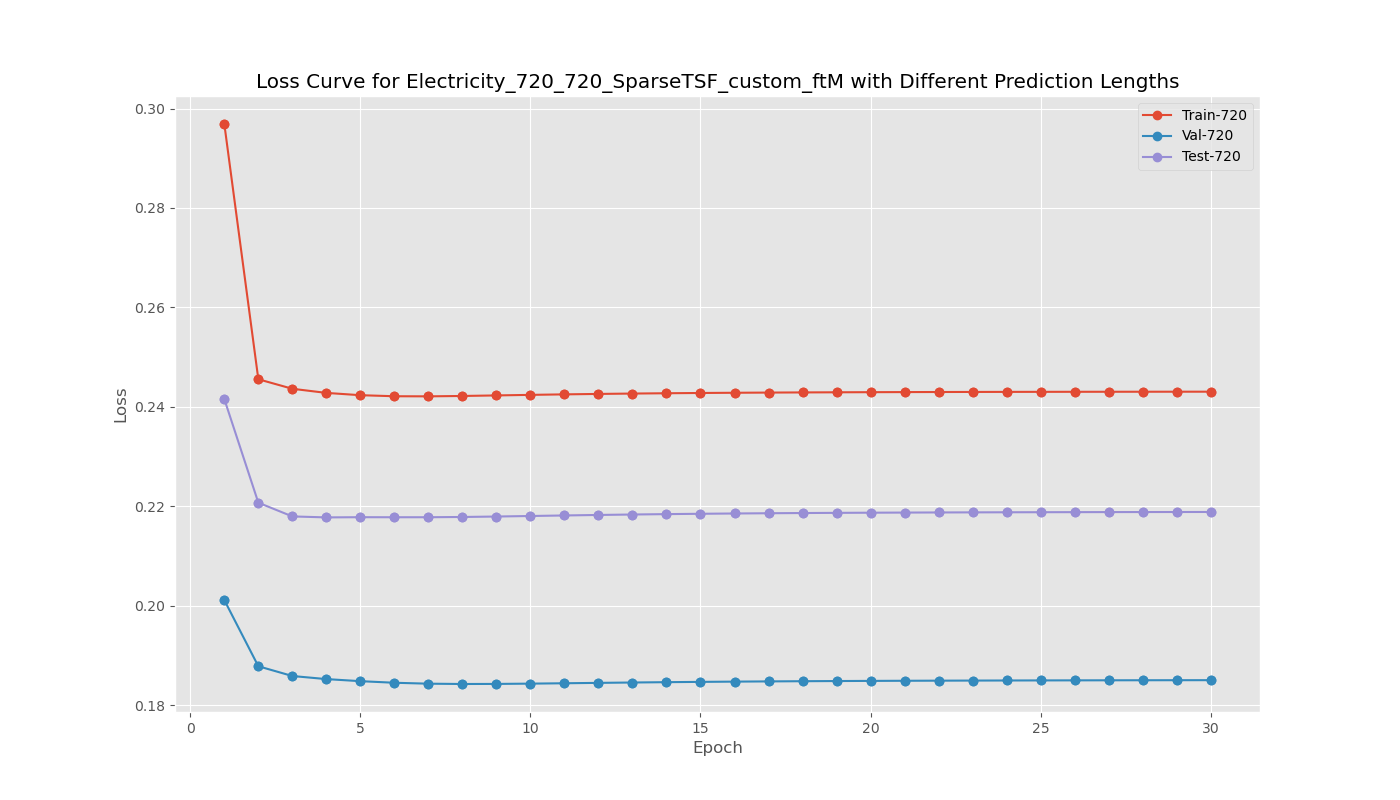 Loss Curve for Electricity_720_720_SparseTSF_custom_ftM with Different Prediction Lengths
Train-720
Val-720
Test-720
Loss
0.30
0.28
0.26
0.24
0.22
0.20
0.18
0
5
10
15
20
25
30
Epoch